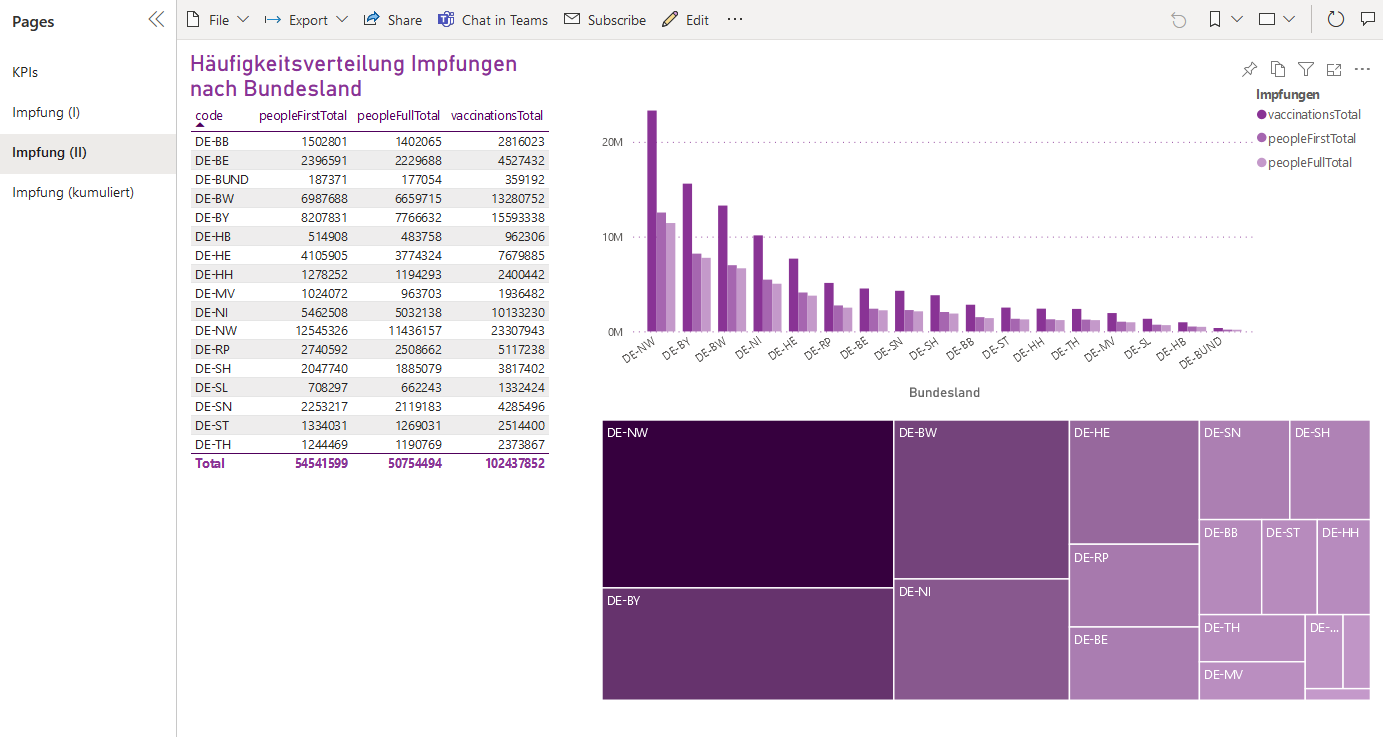 Pages
File Export Share Chat in Teams Subscribe Edit
KPIs
Impfung (I)
Impfung (II)
Impfung (kumuliert)
Häufigkeitsverteilung Impfungen
nach Bundesland
code peopleFirstTotal peopleFullTotal vaccinationsTotal
DE-BB 1502801 1402065 2816023
DE-BE 2396591 2229688 4527432
DE-BUND 187371 177054 359192
DE-BW 6987688 6659715 13280752
DE-BY 8207831 7766632 15593338
DE-HB 514908 483758 962306
DE-HE 4105905 3774324 7679885
DE-HH 1278252 1194293 2400442
DE-MV 1024072 963703 1936482
DE-NI 5462508 5032138 10133230
DE-NW 12545326 11436157 23307943
DE-RP 2740592 2508662 5117238
DE-SH 2047740 1885079 3817402
DE-SL 708297 662243 1332424
DE-SN 2253217 2119183 4285496
DE-ST 1334031 1269031 2514400
DE-TH 1244469 1190769 2373867
Total 54541599 50754494 102437852
Impfungen
vaccinationsTotal
peopleFirstTotal
peopleFullTotal
20M
10M
0M
DE-NW DE-BY DE-BW DE-NI DE-HE DE-RP DE-BE DE-SN DE-SH DE-BB DE-ST DE-HH DE-TH DE-MV DE-SL DE-HB DE-BUND
Bundesland
DE-NW DE-BW DE-HE DE-SN DE-SH
DE-BB DE-ST DE-HH
DE-RP
DE-NI
DE-BY
DE-TH DE-...
DE-BE
DE-MV